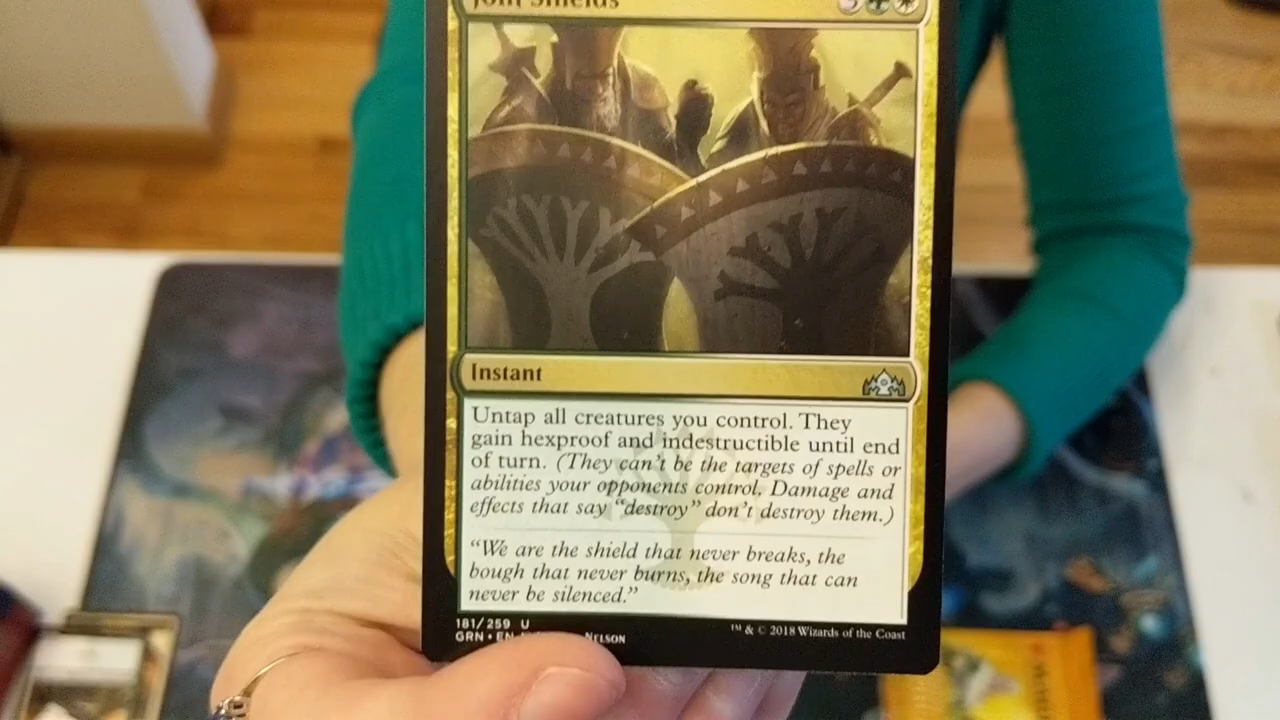 Join Shields
Instant
Untap all creatures you control. They
gain hexproof and indestructible until end
of turn. (They can't be the targets of spells or
abilities your opponents control. Damage and
effects that say "destroy" don't destroy them.)
"We are the shield that never breaks, the
bough that never burns, the song that can
never be silenced."
181/259 U
GRN • EN NELSON
™ & © 2018 Wizards of the Coast